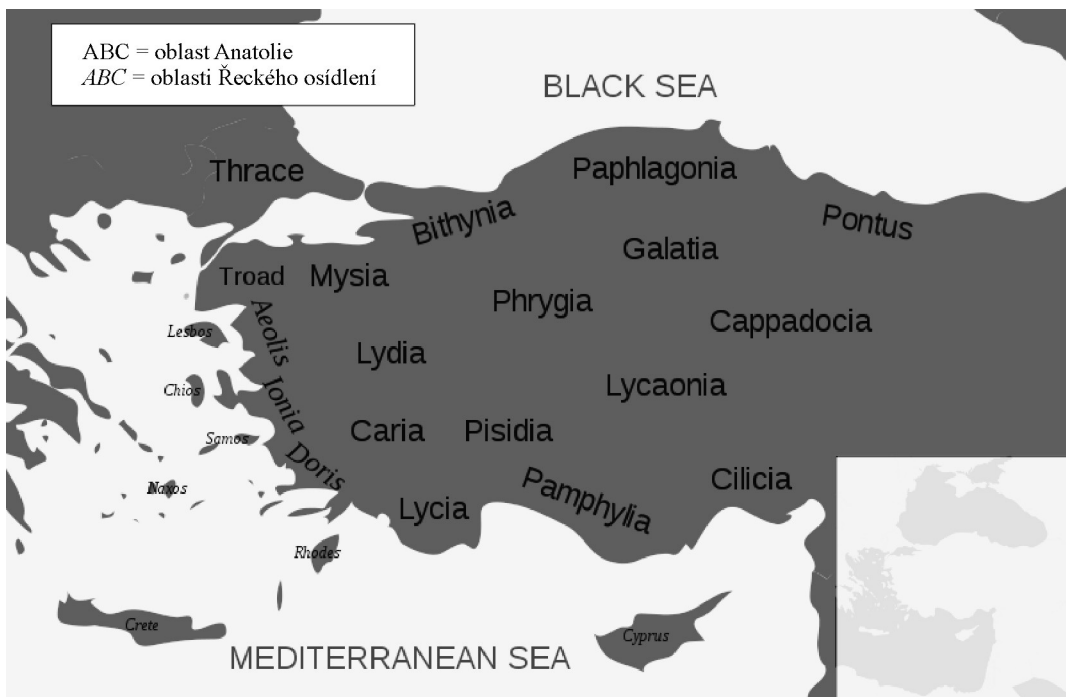 ABC = oblast Anatolie
ABC = oblasti Řeckého osídlení
BLACK SEA
Thrace
Paphlagonia
Bithynia
Pontus
Galatia
Troad
Mysia
Phrygia
Cappadocia
Aeolis
Lesbos
Lydia
Lycaonia
Chios
Ionia
Caria
Pisidia
Samos
Doris
Naxos
Lycia
Pamphylia
Cilicia
Rhodes
Crete
Cyprus
MEDITERRANEAN SEA